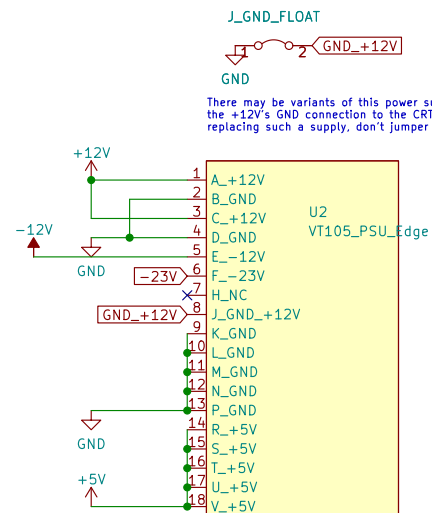 J_GND_FLOAT
1 2 GND_+12V
GND
There may be variants of this power
the +12V's GND connection to the CRT
replacing such a supply, don't jumper
+12V
1 A_+12V
2 B_GND
3 C_+12V
U2
-12V
4 D_GND
VT105_PSU_Edge
5 E_-12V
GND
-23V 6 F_-23V
7 H_NC
GND_+12V 8 J_GND_+12V
9 K_GND
10 L_GND
11 M_GND
12 N_GND
13 P_GND
14 R_+5V
GND
15 S_+5V
16 T_+5V
+5V
17 U_+5V
18 V_+5V